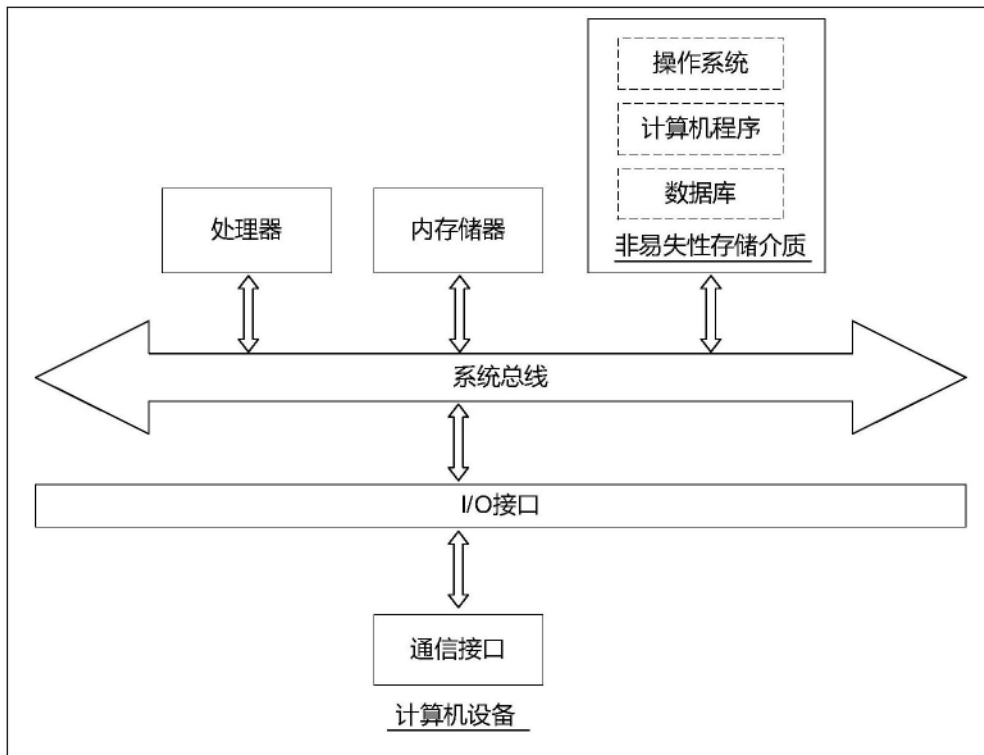 操作系统
计算机程序
数据库
处理器
内存储器
非易失性存储介质
系统总线
I/O接口
通信接口
计算机设备